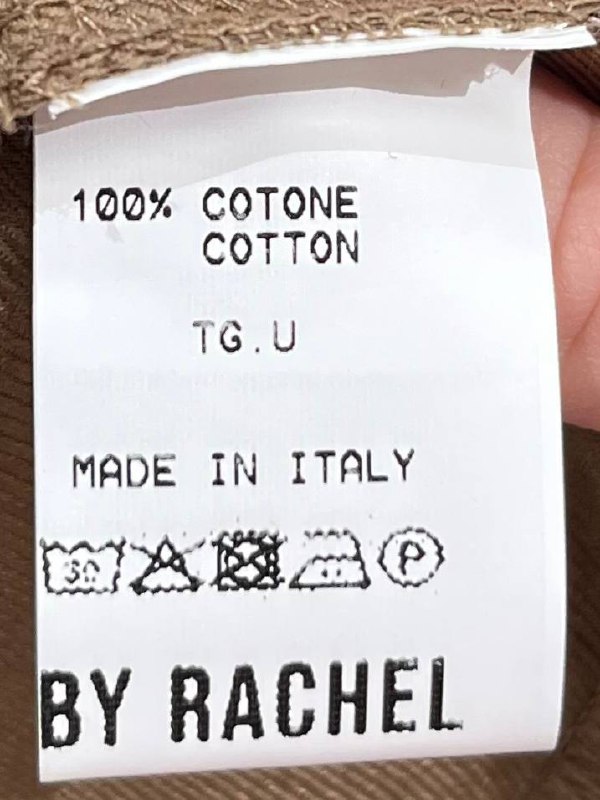 100% COTONE
COTTON
TG.U
MADE IN ITALY
30 P
BY RACHEL